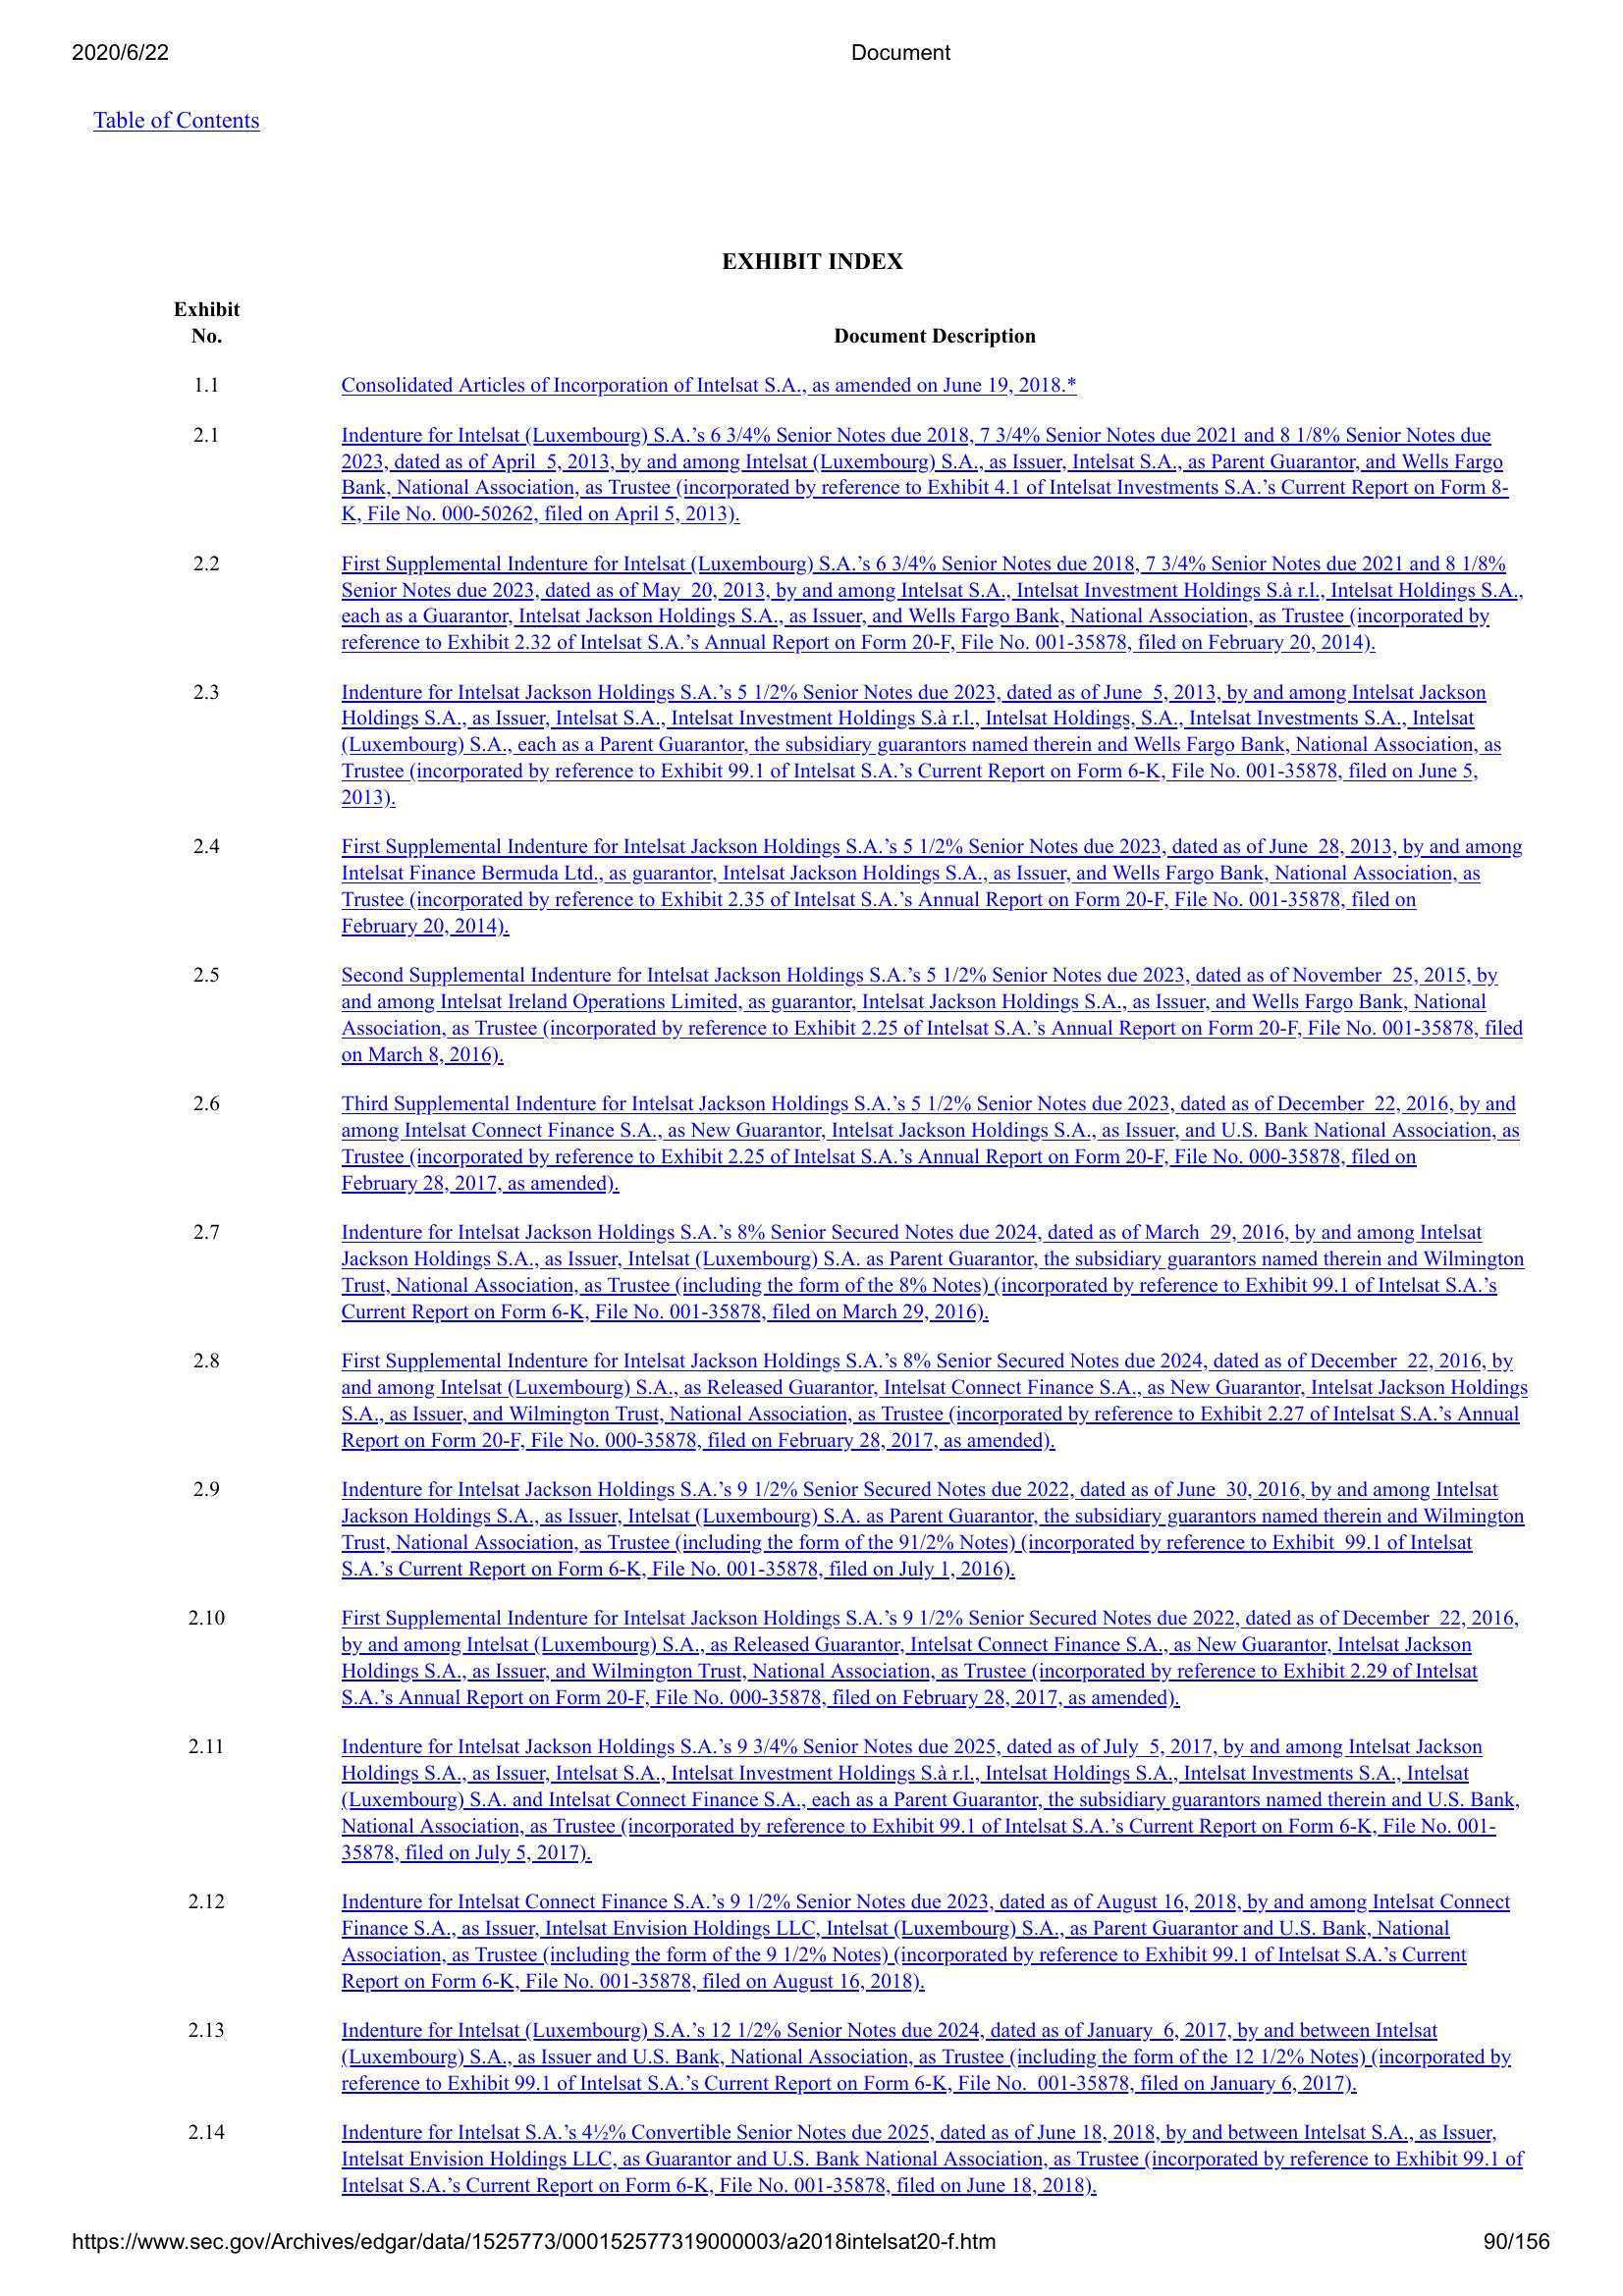 2020/6/22
Document
Table of Contents
EXHIBIT INDEX
Exhibit
No.
Document Description
1.1
Consolidated Articles of Incorporation of Intelsat S.A., as amended on June 19, 2018.*
2.1
Indenture for Intelsat (Luxembourg) S.A.’s 6 3/4% Senior Notes due 2018, 7 3/4% Senior Notes due 2021 and 8 1/8% Senior Notes due
2023, dated as of April 5, 2013, by and among Intelsat (Luxembourg) S.A., as Issuer, Intelsat S.A., as Parent Guarantor, and Wells Fargo
Bank, National Association, as Trustee (incorporated by reference to Exhibit 4.1 of Intelsat Investments S.A.’s Current Report on Form 8-
K, File No. 000-50262, filed on April 5, 2013).
2.2
First Supplemental Indenture for Intelsat (Luxembourg) S.A.’s 6 3/4% Senior Notes due 2018, 7 3/4% Senior Notes due 2021 and 8 1/8%
Senior Notes due 2023, dated as of May 20, 2013, by and among Intelsat S.A., Intelsat Investment Holdings S.à r.l., Intelsat Holdings S.A.,
each as a Guarantor, Intelsat Jackson Holdings S.A., as Issuer, and Wells Fargo Bank, National Association, as Trustee (incorporated by
reference to Exhibit 2.32 of Intelsat S.A.’s Annual Report on Form 20-F, File No. 001-35878, filed on February 20, 2014).
2.3
Indenture for Intelsat Jackson Holdings S.A.’s 5 1/2% Senior Notes due 2023, dated as of June 5, 2013, by and among Intelsat Jackson
Holdings S.A., as Issuer, Intelsat S.A., Intelsat Investment Holdings S.à r.l., Intelsat Holdings, S.A., Intelsat Investments S.A., Intelsat
(Luxembourg) S.A., each as a Parent Guarantor, the subsidiary guarantors named therein and Wells Fargo Bank, National Association, as
Trustee (incorporated by reference to Exhibit 99.1 of Intelsat S.A.’s Current Report on Form 6-K, File No. 001-35878, filed on June 5,
2013).
2.4
First Supplemental Indenture for Intelsat Jackson Holdings S.A.’s 5 1/2% Senior Notes due 2023, dated as of June 28, 2013, by and among
Intelsat Finance Bermuda Ltd., as guarantor, Intelsat Jackson Holdings S.A., as Issuer, and Wells Fargo Bank, National Association, as
Trustee (incorporated by reference to Exhibit 2.35 of Intelsat S.A.’s Annual Report on Form 20-F, File No. 001-35878, filed on
February 20, 2014).
2.5
Second Supplemental Indenture for Intelsat Jackson Holdings S.A.’s 5 1/2% Senior Notes due 2023, dated as of November 25, 2015, by
and among Intelsat Ireland Operations Limited, as guarantor, Intelsat Jackson Holdings S.A., as Issuer, and Wells Fargo Bank, National
Association, as Trustee (incorporated by reference to Exhibit 2.25 of Intelsat S.A.’s Annual Report on Form 20-F, File No. 001-35878, filed
on March 8, 2016).
2.6
Third Supplemental Indenture for Intelsat Jackson Holdings S.A.’s 5 1/2% Senior Notes due 2023, dated as of December 22, 2016, by and
among Intelsat Connect Finance S.A., as New Guarantor, Intelsat Jackson Holdings S.A., as Issuer, and U.S. Bank National Association, as
Trustee (incorporated by reference to Exhibit 2.25 of Intelsat S.A.’s Annual Report on Form 20-F, File No. 000-35878, filed on
February 28, 2017, as amended).
2.7
Indenture for Intelsat Jackson Holdings S.A.’s 8% Senior Secured Notes due 2024, dated as of March 29, 2016, by and among Intelsat
Jackson Holdings S.A., as Issuer, Intelsat (Luxembourg) S.A. as Parent Guarantor, the subsidiary guarantors named therein and Wilmington
Trust, National Association, as Trustee (including the form of the 8% Notes) (incorporated by reference to Exhibit 99.1 of Intelsat S.A.’s
Current Report on Form 6-K, File No. 001-35878, filed on March 29, 2016).
2.8
First Supplemental Indenture for Intelsat Jackson Holdings S.A.’s 8% Senior Secured Notes due 2024, dated as of December 22, 2016, by
and among Intelsat (Luxembourg) S.A., as Released Guarantor, Intelsat Connect Finance S.A., as New Guarantor, Intelsat Jackson Holdings
S.A., as Issuer, and Wilmington Trust, National Association, as Trustee (incorporated by reference to Exhibit 2.27 of Intelsat S.A.’s Annual
Report on Form 20-F, File No. 000-35878, filed on February 28, 2017, as amended).
2.9
Indenture for Intelsat Jackson Holdings S.A.’s 9 1/2% Senior Secured Notes due 2022, dated as of June 30, 2016, by and among Intelsat
Jackson Holdings S.A., as Issuer, Intelsat (Luxembourg) S.A. as Parent Guarantor, the subsidiary guarantors named therein and Wilmington
Trust, National Association, as Trustee (including the form of the 91/2% Notes) (incorporated by reference to Exhibit 99.1 of Intelsat
S.A.’s Current Report on Form 6-K, File No. 001-35878, filed on July 1, 2016).
2.10
First Supplemental Indenture for Intelsat Jackson Holdings S.A.’s 9 1/2% Senior Secured Notes due 2022, dated as of December 22, 2016,
by and among Intelsat (Luxembourg) S.A., as Released Guarantor, Intelsat Connect Finance S.A., as New Guarantor, Intelsat Jackson
Holdings S.A., as Issuer, and Wilmington Trust, National Association, as Trustee (incorporated by reference to Exhibit 2.29 of Intelsat
S.A.’s Annual Report on Form 20-F, File No. 000-35878, filed on February 28, 2017, as amended).
2.11
Indenture for Intelsat Jackson Holdings S.A.’s 9 3/4% Senior Notes due 2025, dated as of July 5, 2017, by and among Intelsat Jackson
Holdings S.A., as Issuer, Intelsat S.A., Intelsat Investment Holdings S.à r.l., Intelsat Holdings S.A., Intelsat Investments S.A., Intelsat
(Luxembourg) S.A. and Intelsat Connect Finance S.A., each as a Parent Guarantor, the subsidiary guarantors named therein and U.S. Bank,
National Association, as Trustee (incorporated by reference to Exhibit 99.1 of Intelsat S.A.’s Current Report on Form 6-K, File No. 001-
35878, filed on July 5, 2017).
2.12
Indenture for Intelsat Connect Finance S.A.’s 9 1/2% Senior Notes due 2023, dated as of August 16, 2018, by and among Intelsat Connect
Finance S.A., as Issuer, Intelsat Envision Holdings LLC, Intelsat (Luxembourg) S.A., as Parent Guarantor and U.S. Bank, National
Association, as Trustee (including the form of the 9 1/2% Notes) (incorporated by reference to Exhibit 99.1 of Intelsat S.A.’s Current
Report on Form 6-K, File No. 001-35878, filed on August 16, 2018).
2.13
Indenture for Intelsat (Luxembourg) S.A.’s 12 1/2% Senior Notes due 2024, dated as of January 6, 2017, by and between Intelsat
(Luxembourg) S.A., as Issuer and U.S. Bank, National Association, as Trustee (including the form of the 12 1/2% Notes) (incorporated by
reference to Exhibit 99.1 of Intelsat S.A.’s Current Report on Form 6-K, File No. 001-35878, filed on January 6, 2017).
2.14
Indenture for Intelsat S.A.’s 4½% Convertible Senior Notes due 2025, dated as of June 18, 2018, by and between Intelsat S.A., as Issuer,
Intelsat Envision Holdings LLC, as Guarantor and U.S. Bank National Association, as Trustee (incorporated by reference to Exhibit 99.1 of
Intelsat S.A.’s Current Report on Form 6-K, File No. 001-35878, filed on June 18, 2018).
https://www.sec.gov/Archives/edgar/data/1525773/000152577319000003/a2018intelsat20-f.htm
90/156